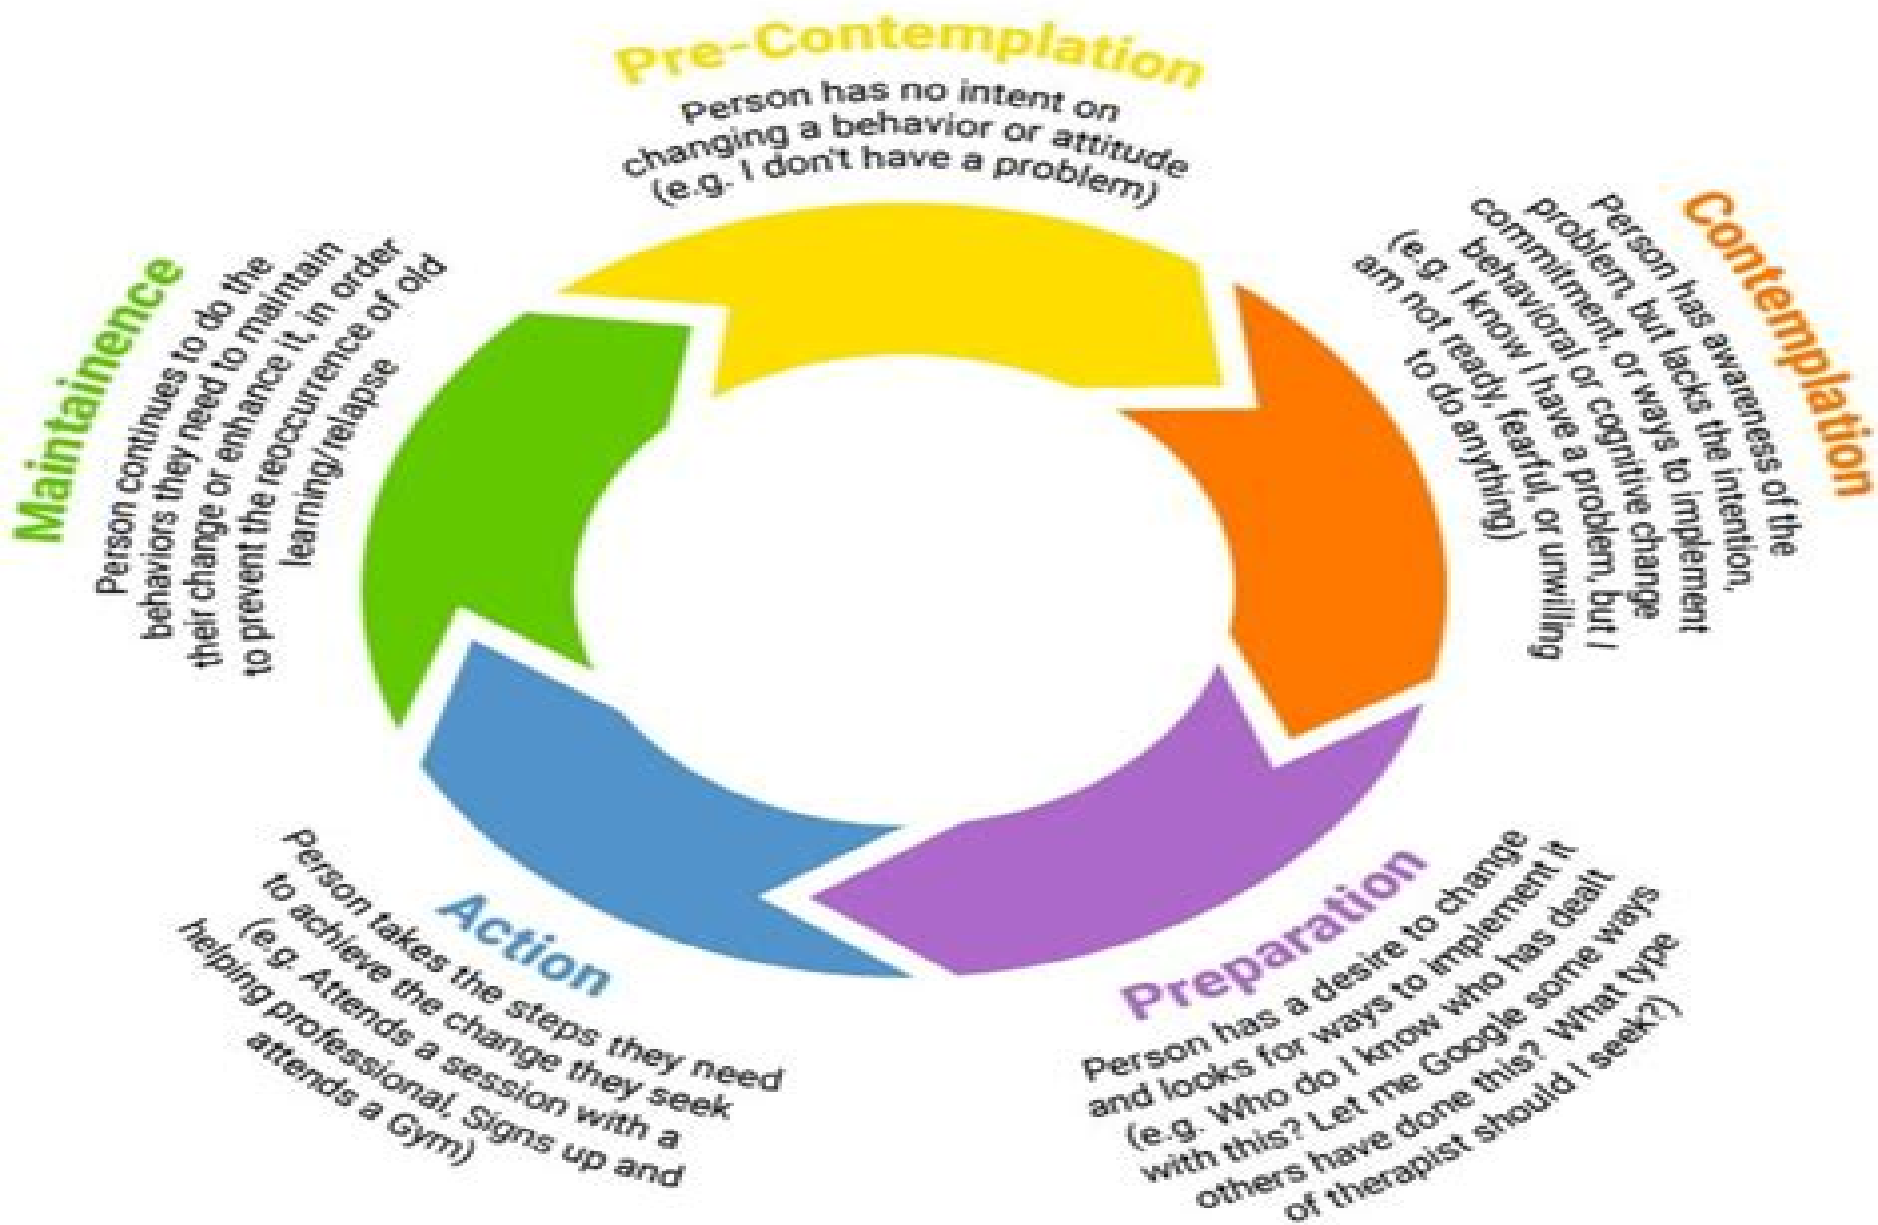 Pre-Contemplation
Person has no intent on
changing a behavior or attitude
(e.g. I don't have a problem)
Contemplation
Person has awareness of the
problem, but lacks the intention,
commitment, or ways to implement
behavioral or cognitive change
(e.g. I know I have a problem, but I
am not ready, fearful, or unwilling
to do anything)
Preparation
Person has a desire to change
and looks for ways to implement it
(e.g. Who do I know who has dealt
with this? Let me Google some ways
others have done this? What type
of therapist should I seek?)
Action
Person takes the steps they need
to achieve the change they seek
(e.g. Attends a session with a
helping professional. Signs up and
attends a Gym)
Maintainence
Person continues to do the
behaviors they need to maintain
their change or enhance it, in order
to prevent the reoccurrence of old
learning/relapse